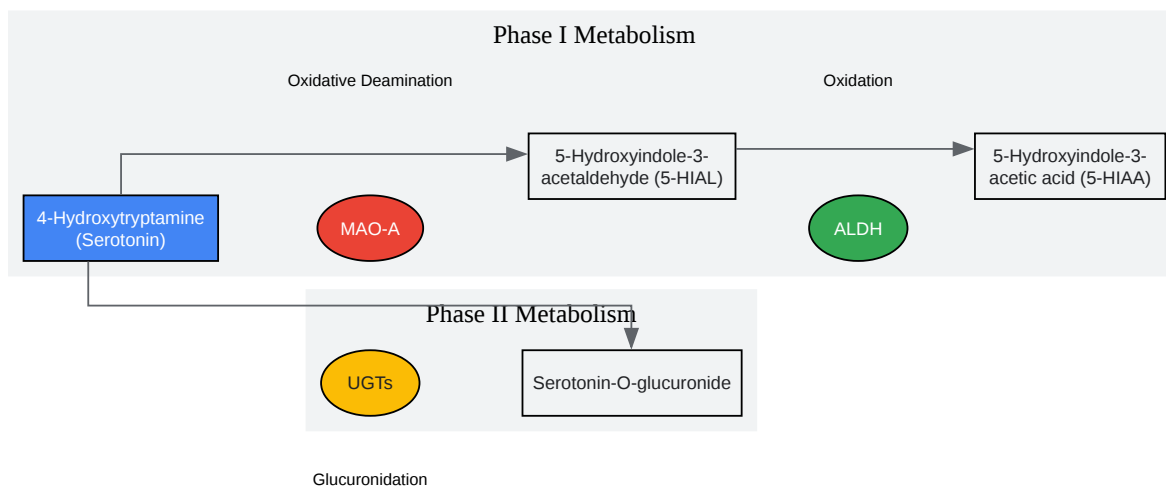 Phase I Metabolism
Oxidative Deamination
Oxidation
5-Hydroxyindole-3-
acetaldehyde (5-HIAL)
5-Hydroxyindole-3-
acetic acid (5-HIAA)
4-Hydroxytryptamine
(Serotonin)
MAO-A
ALDH
Phase II Metabolism
UGTs
Serotonin-O-glucuronide
Glucuronidation